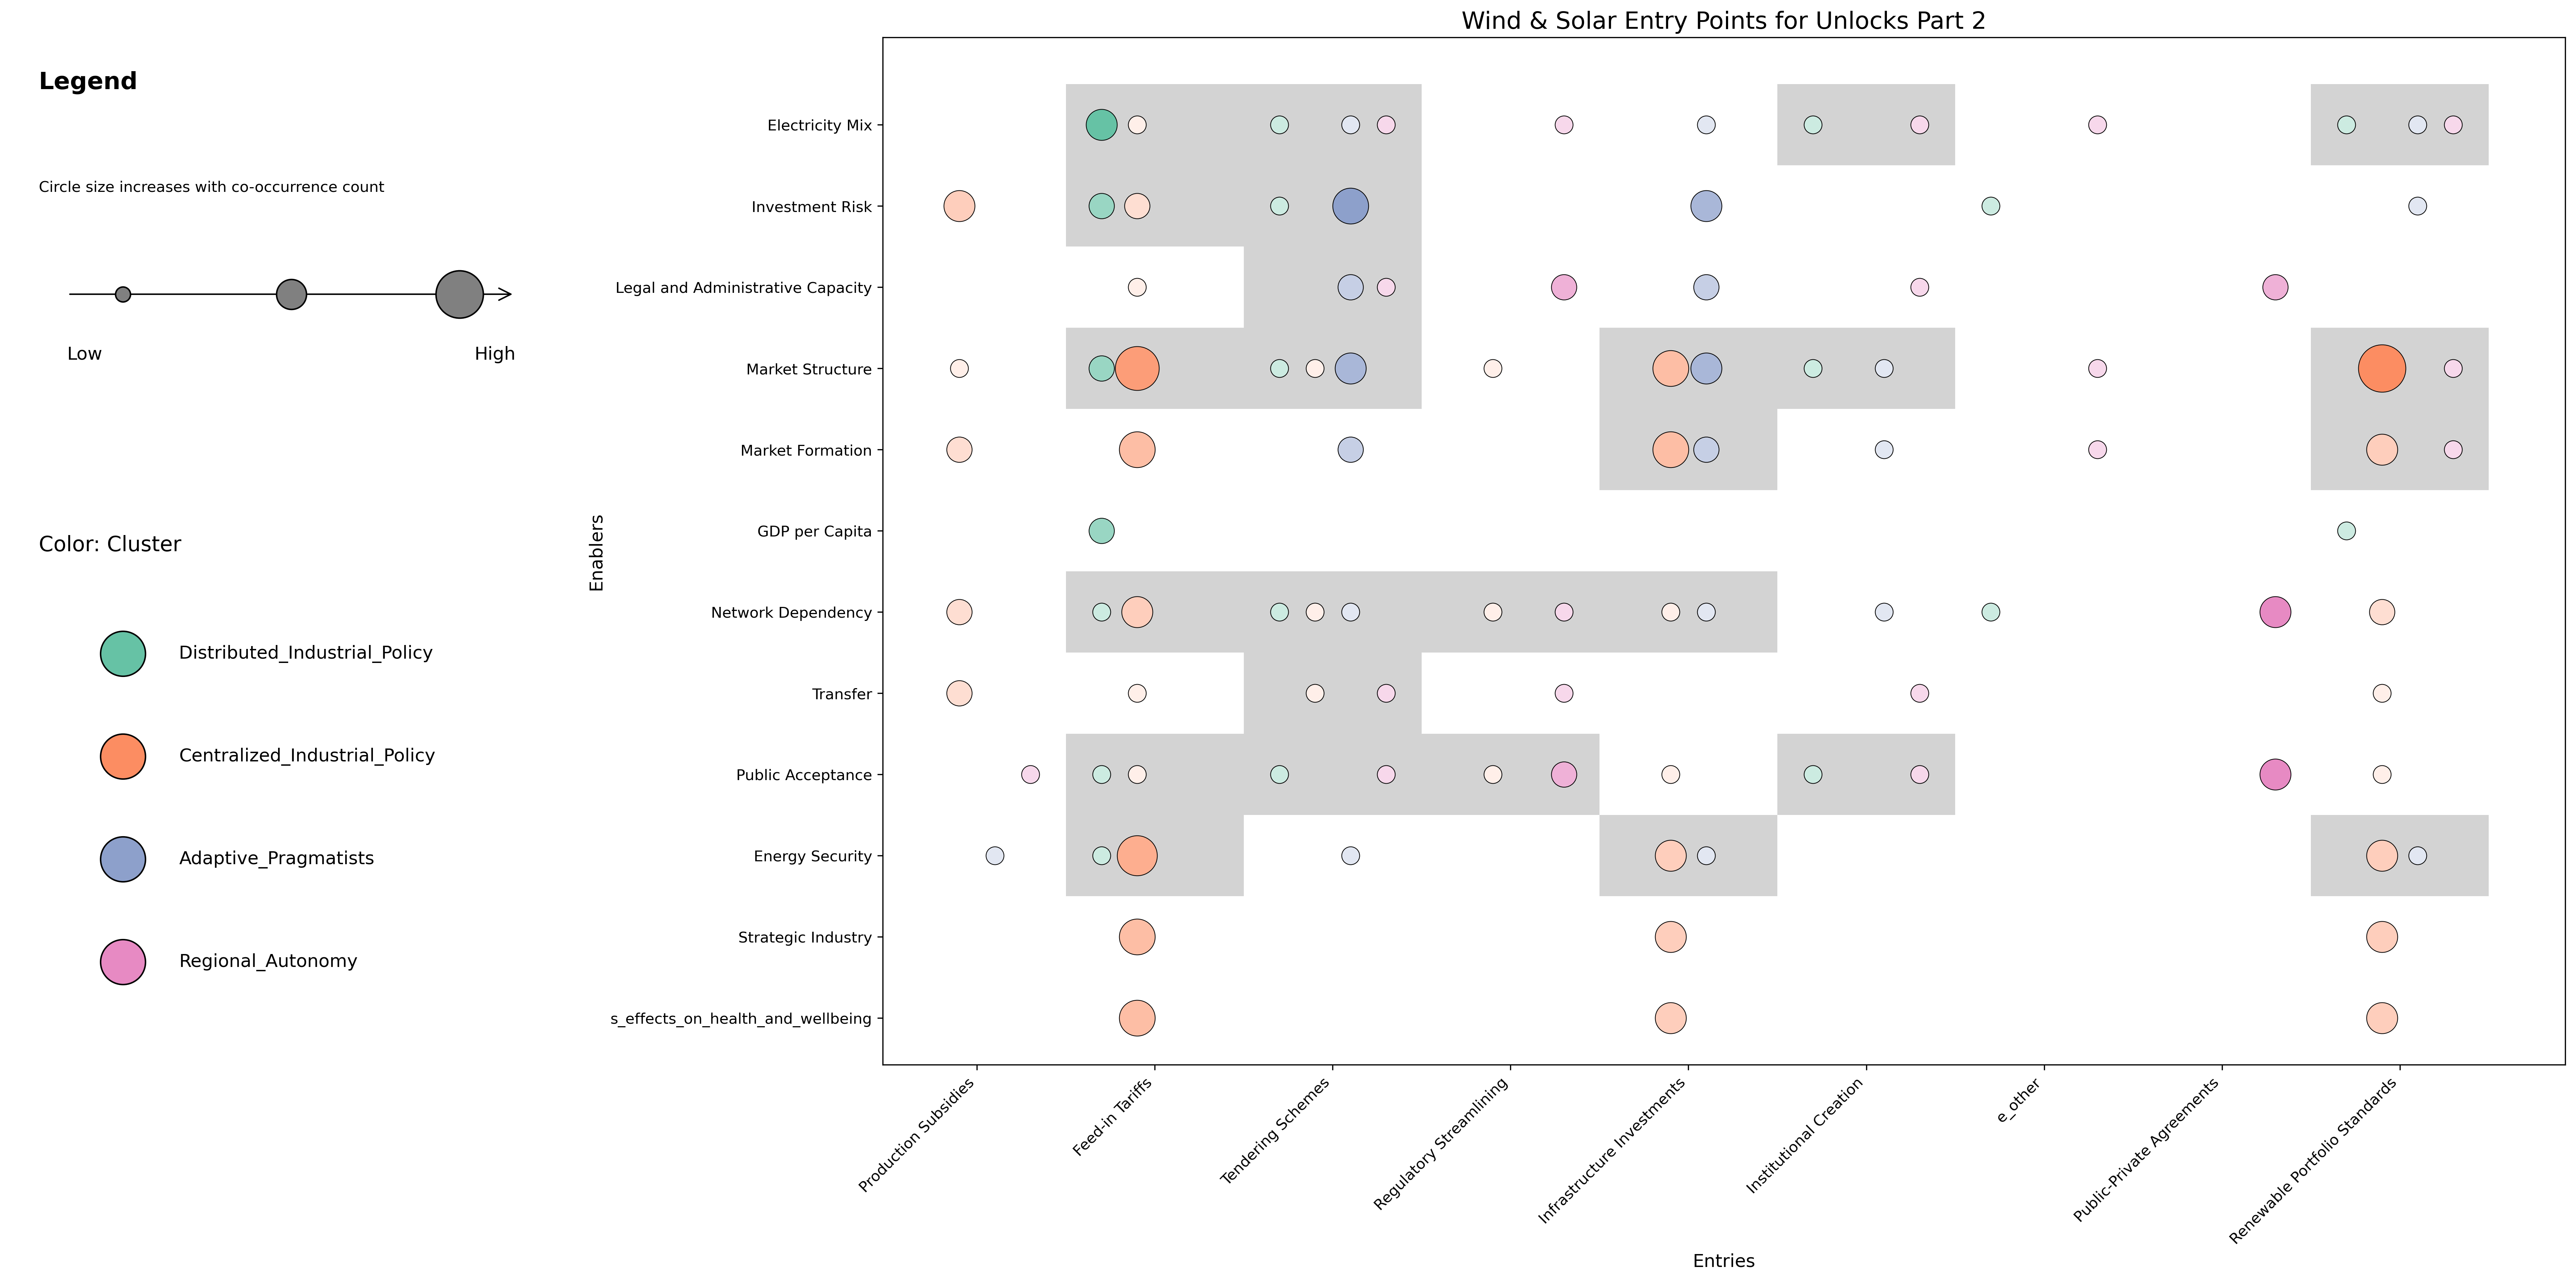 Wind & Solar Entry Points for Unlocks Part 2
Legend
Circle size increases with co-occurrence count
Low
High
Color: Cluster
Distributed_Industrial_Policy
Centralized_Industrial_Policy
Adaptive_Pragmatists
Regional_Autonomy
Enablers
Electricity Mix
Investment Risk
Legal and Administrative Capacity
Market Structure
Market Formation
GDP per Capita
Network Dependency
Transfer
Public Acceptance
Energy Security
Strategic Industry
s_effects_on_health_and_wellbeing
Production Subsidies
Feed-in Tariffs
Tendering Schemes
Regulatory Streamlining
Infrastructure Investments
Institutional Creation
e_other
Public-Private Agreements
Renewable Portfolio Standards
Entries